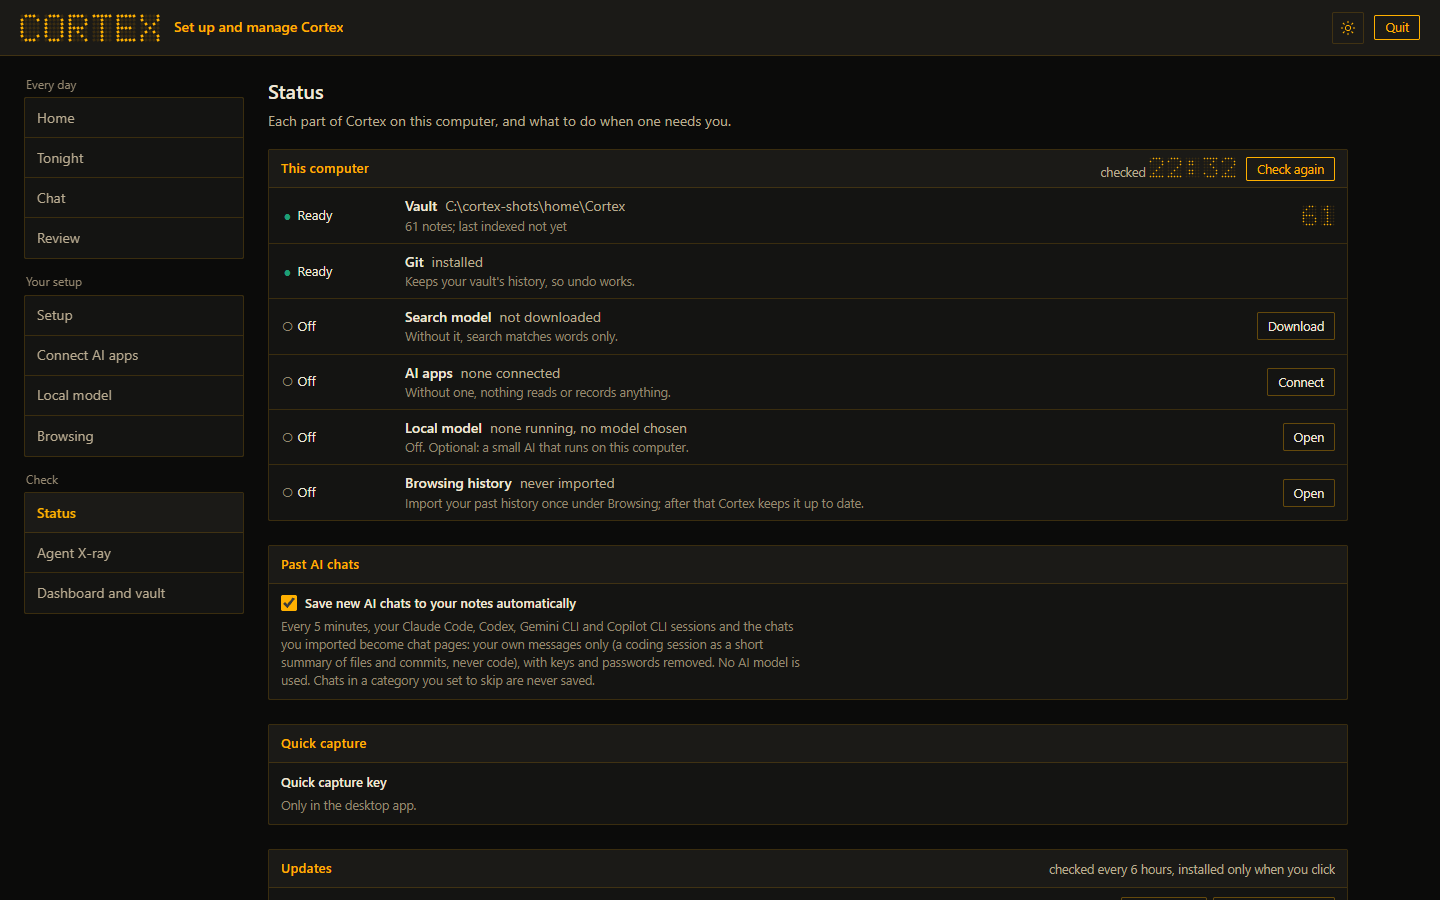 CORTEX Set up and manage Cortex
Quit
Every day
Home
Tonight
Chat
Review
Your setup
Setup
Connect AI apps
Local model
Browsing
Check
Status
Agent X-ray
Dashboard and vault
Status
Each part of Cortex on this computer, and what to do when one needs you.
This computer
checked 22:32 Check again
Ready
Vault C:\cortex-shots\home\Cortex
61 notes; last indexed not yet
61
Ready
Git installed
Keeps your vault's history, so undo works.
Off
Search model not downloaded
Without it, search matches words only.
Download
Off
AI apps none connected
Without one, nothing reads or records anything.
Connect
Off
Local model none running, no model chosen
Off. Optional: a small AI that runs on this computer.
Open
Off
Browsing history never imported
Import your past history once under Browsing; after that Cortex keeps it up to date.
Open
Past AI chats
Save new AI chats to your notes automatically
Every 5 minutes, your Claude Code, Codex, Gemini CLI and Copilot CLI sessions and the chats
you imported become chat pages: your own messages only (a coding session as a short
summary of files and commits, never code), with keys and passwords removed. No AI model is
used. Chats in a category you set to skip are never saved.
Quick capture
Quick capture key
Only in the desktop app.
Updates
checked every 6 hours, installed only when you click